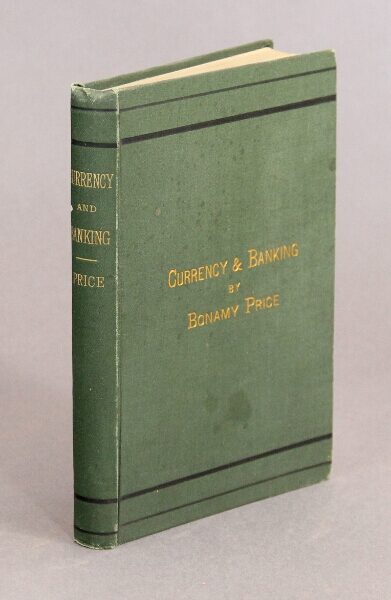 CURRENCY
AND
BANKING
PRICE
CURRENCY & BANKING
BY
BONAMY PRICE